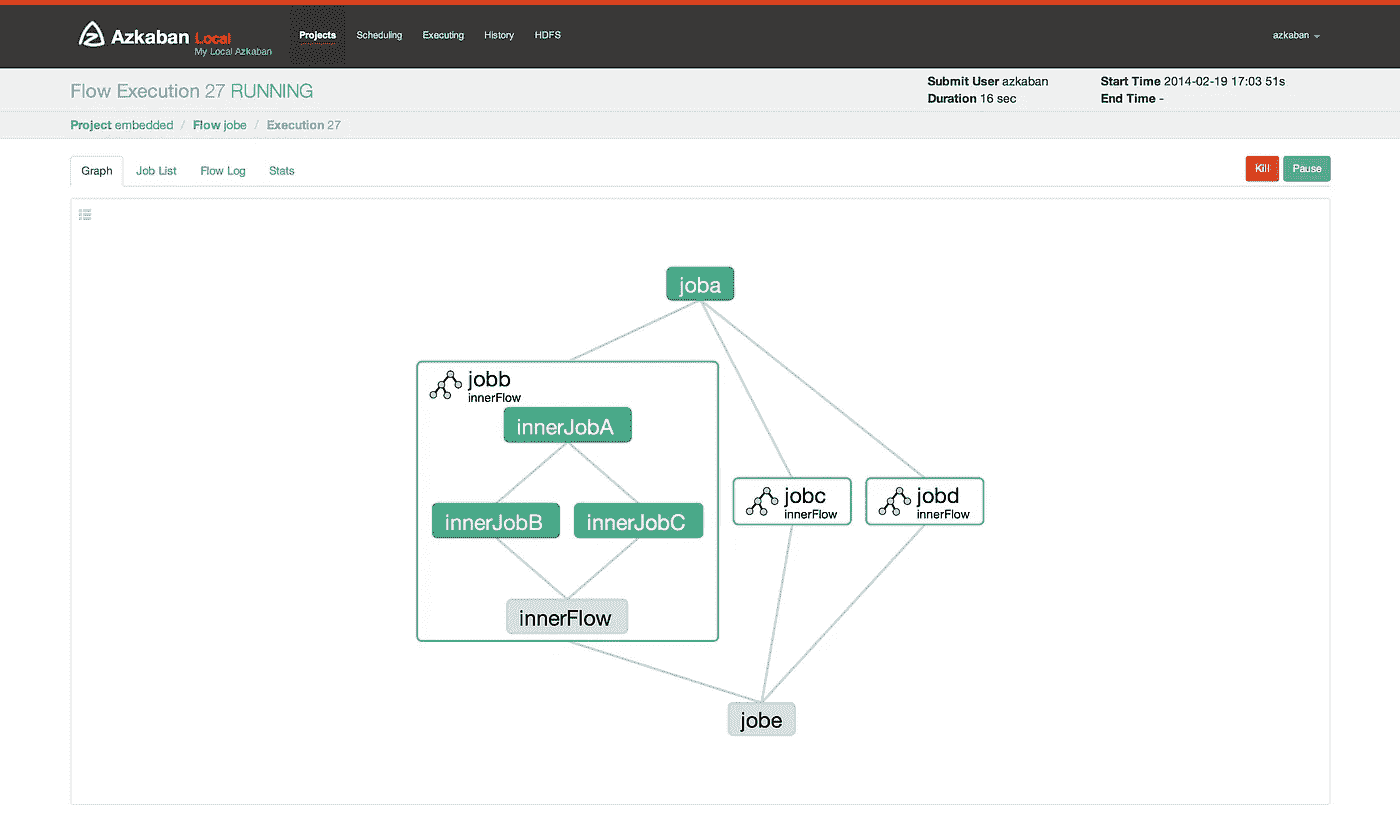 Azkaban Local
My Local Azkaban
Projects Scheduling Executing History HDFS
azkaban
Flow Execution 27 RUNNING
Submit User azkaban
Duration 16 sec
Start Time 2014-02-19 17:03 51s
End Time -
Project embedded / Flow jobe / Execution 27
Graph Job List Flow Log Stats
Kill Pause
joba
jobb
innerFlow
innerJobA
innerJobB innerJobC
innerFlow
jobc
innerFlow
jobd
innerFlow
jobe